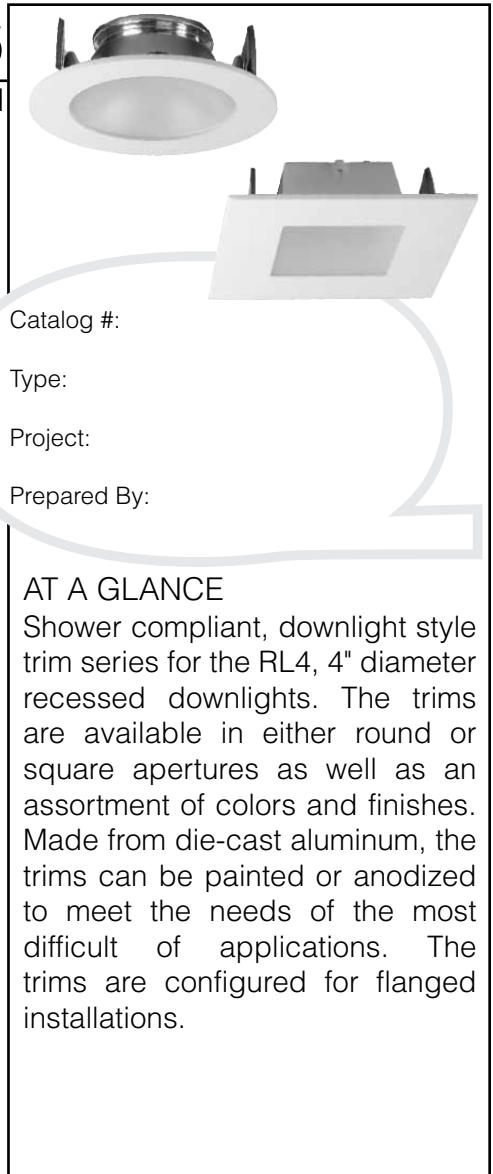 Catalog #:
Type:
Project:
Prepared By:
AT A GLANCE
Shower compliant, downlight style
trim series for the RL4, 4" diameter
recessed downlights. The trims
are available in either round or
square apertures as well as an
assortment of colors and finishes.
Made from die-cast aluminum, the
trims can be painted or anodized
to meet the needs of the most
difficult of applications. The
trims are configured for flanged
installations.